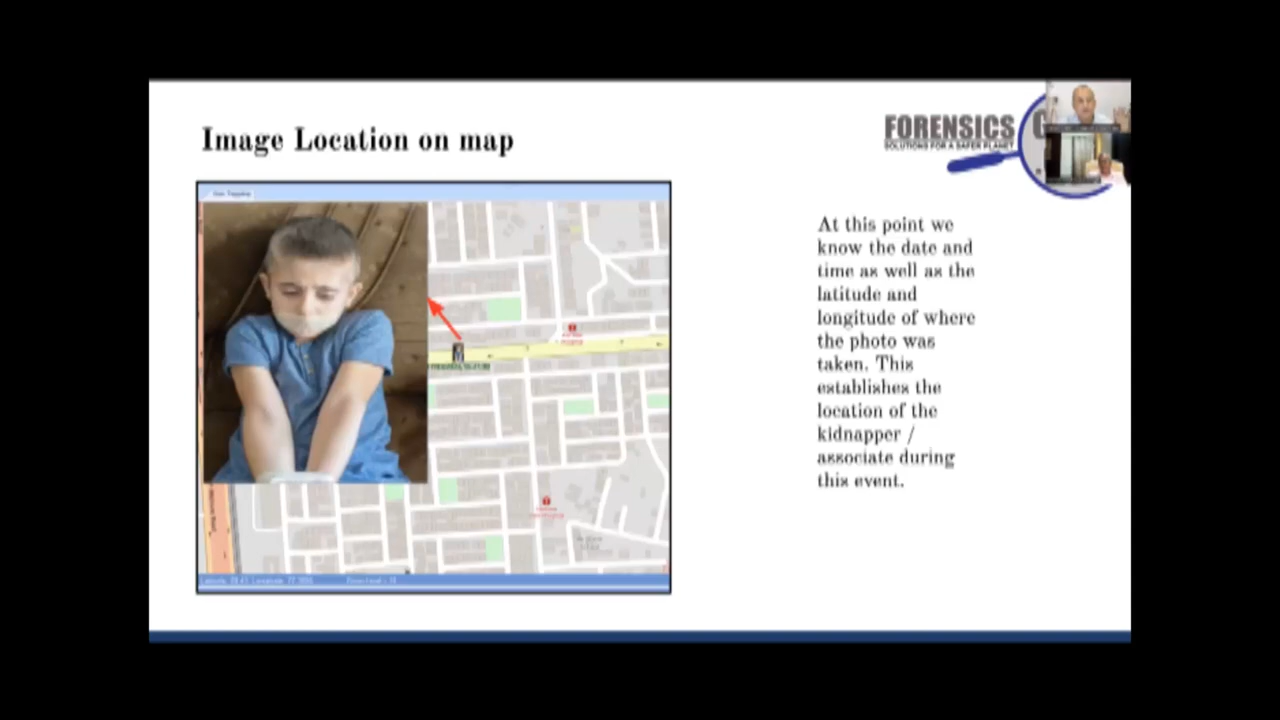 Image Location on map
FORENSICS
SOLUTIONS FOR A SAFER PLANET
At this point we
know the date and
time as well as the
latitude and
longitude of where
the photo was
taken. This
establishes the
location of the
kidnapper /
associate during
this event.